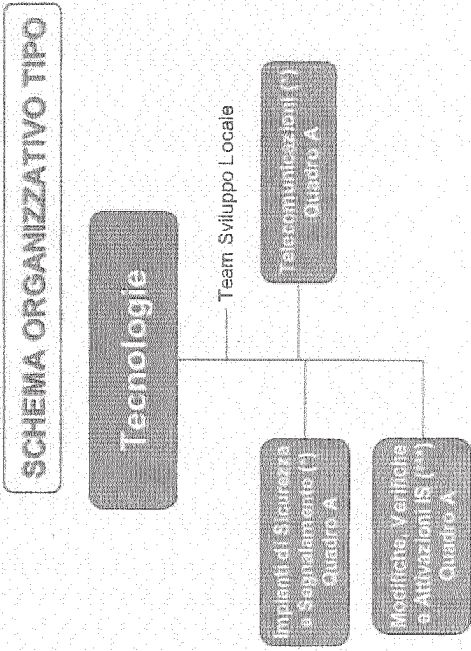 SCHEMA ORGANIZZATIVO TIPO
Tecnologie
Team Sviluppo Locale
Impianti di Sicurezza
e Segnalamento (*)
Quadro A
Telecomunicazioni (*)
Quadro A
Modifiche, Verifiche
e Attivazioni IS (***)
Quadro A